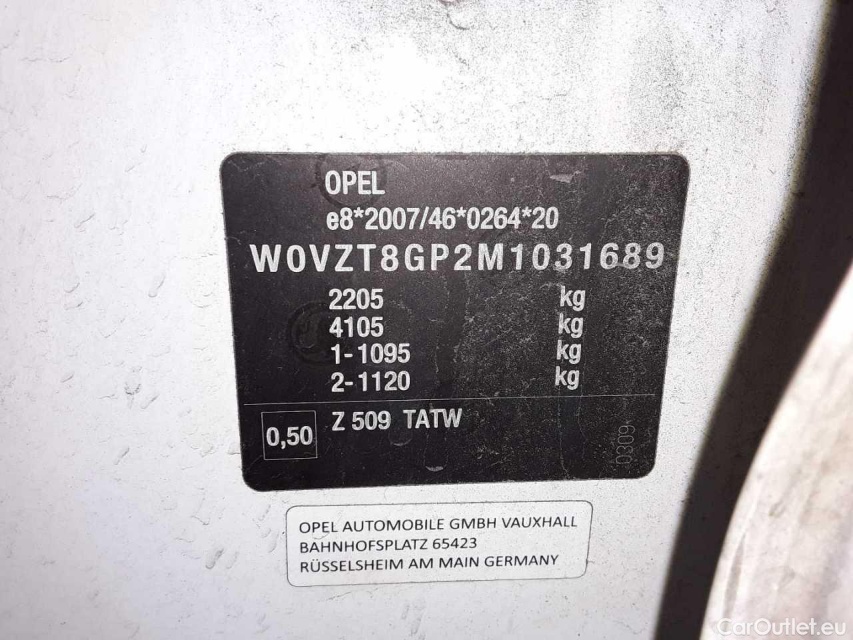 OPEL
e8*2007/46*0264*20
W0VZT8GP2M1031689
2205 kg
4105 kg
1-1095 kg
2-1120 kg
0,50 Z 509 TATW
0309
OPEL AUTOMOBILE GMBH VAUXHALL
BAHNHOFSPLATZ 65423
RÜSSELSHEIM AM MAIN GERMANY
CarOutlet.eu